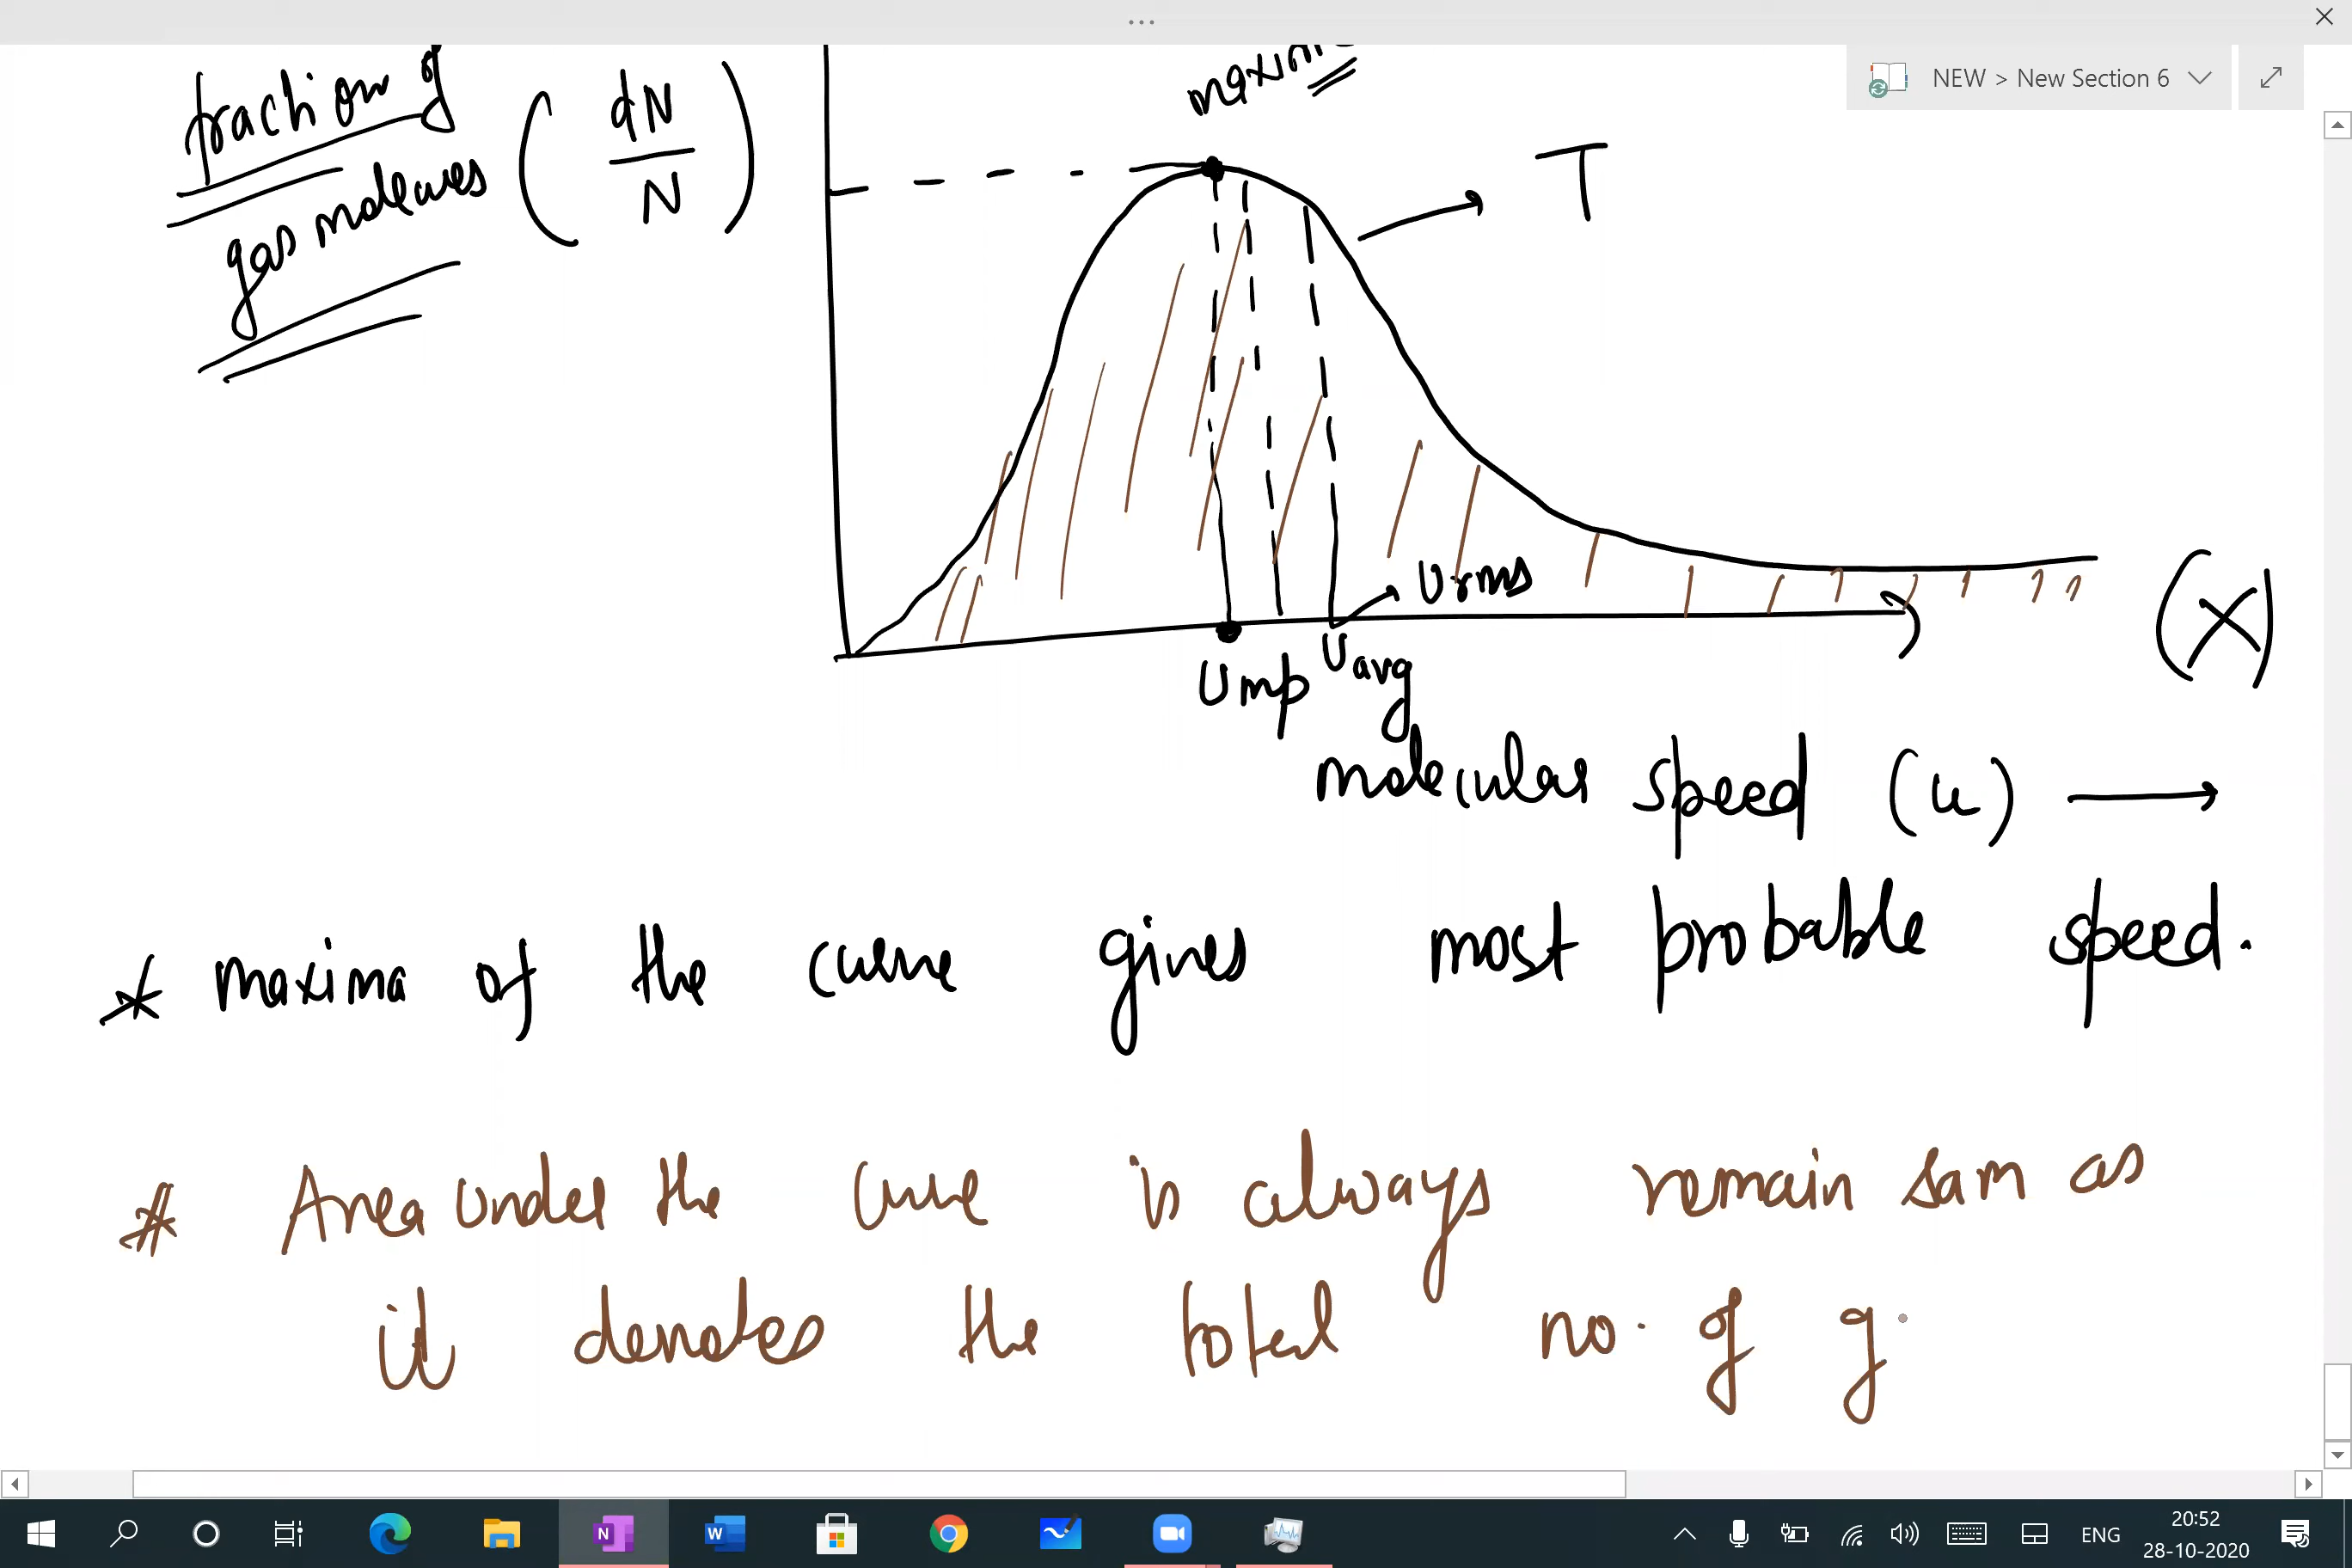 NEW > New Section 6
fraction of
gas molecules
( dN
N )
maxima
T
Urms
(X)
Ump Uavg
molecular speed (u) →
* maxima of the curve gives most probable speed.
* Area under the curve is always remain sam as
it denotes the total no. of g
ENG
20:52
28-10-2020